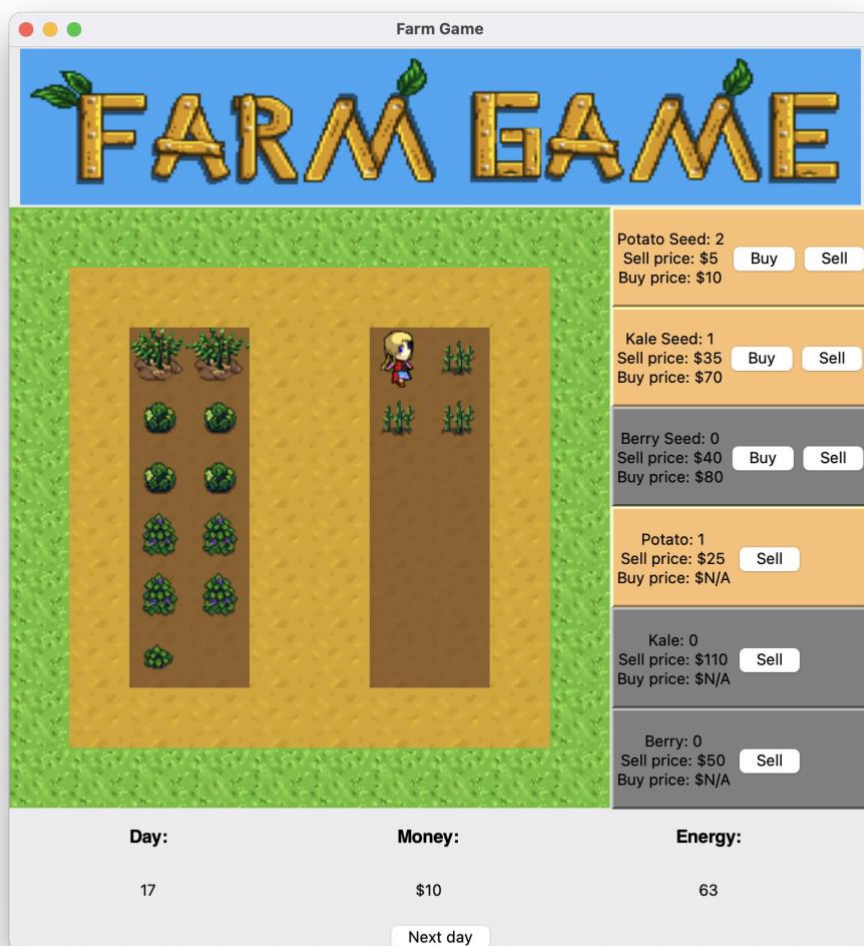 Farm Game
FARM GAME
Potato Seed: 2
Sell price: $5
Buy price: $10
Buy
Sell
Kale Seed: 1
Sell price: $35
Buy price: $70
Buy
Sell
Berry Seed: 0
Sell price: $40
Buy price: $80
Buy
Sell
Potato: 1
Sell price: $25
Buy price: $N/A
Sell
Kale: 0
Sell price: $110
Buy price: $N/A
Sell
Berry: 0
Sell price: $50
Buy price: $N/A
Sell
Day: Money: Energy:
17 $10 63
Next day